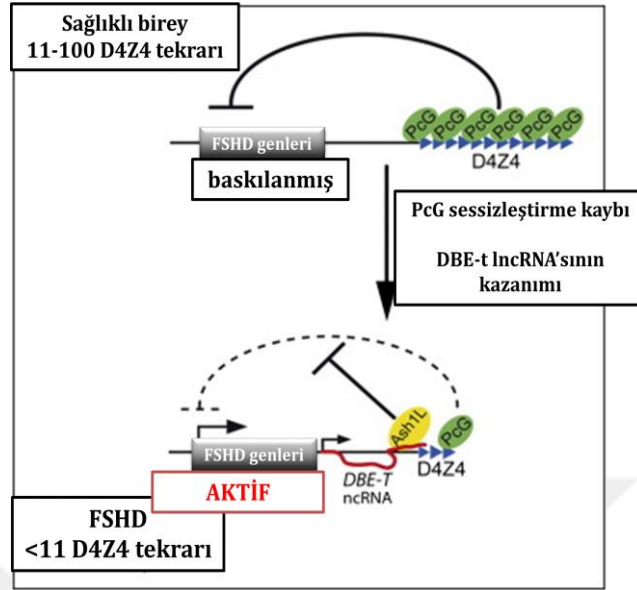 Sağlıklı birey
11-100 D4Z4 tekrarı
PcG PcG PcG PcG PcG PcG
FSHD genleri
D4Z4
baskılanmış
PcG sessizleştirme kaybı
DBE-t lncRNA’sının
kazanımı
Ash1L
PcG
FSHD genleri
D4Z4
DBE-T
ncRNA
AKTİF
FSHD
<11 D4Z4 tekrarı